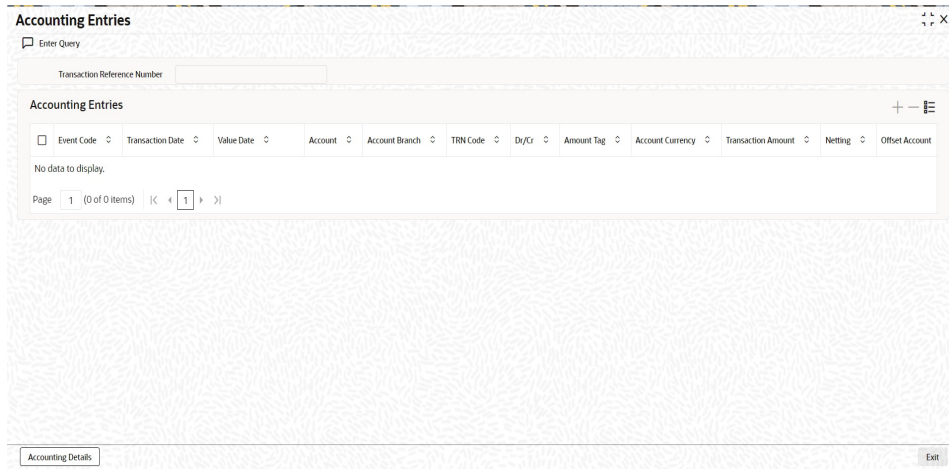 Accounting Entries
Enter Query
Transaction Reference Number
Accounting Entries
Event Code Transaction Date Value Date Account Account Branch TRN Code Dr/Cr Amount Tag Account Currency Transaction Amount Netting Offset Account
No data to display.
Page 1 (0 of 0 items) 1
Accounting Details Exit